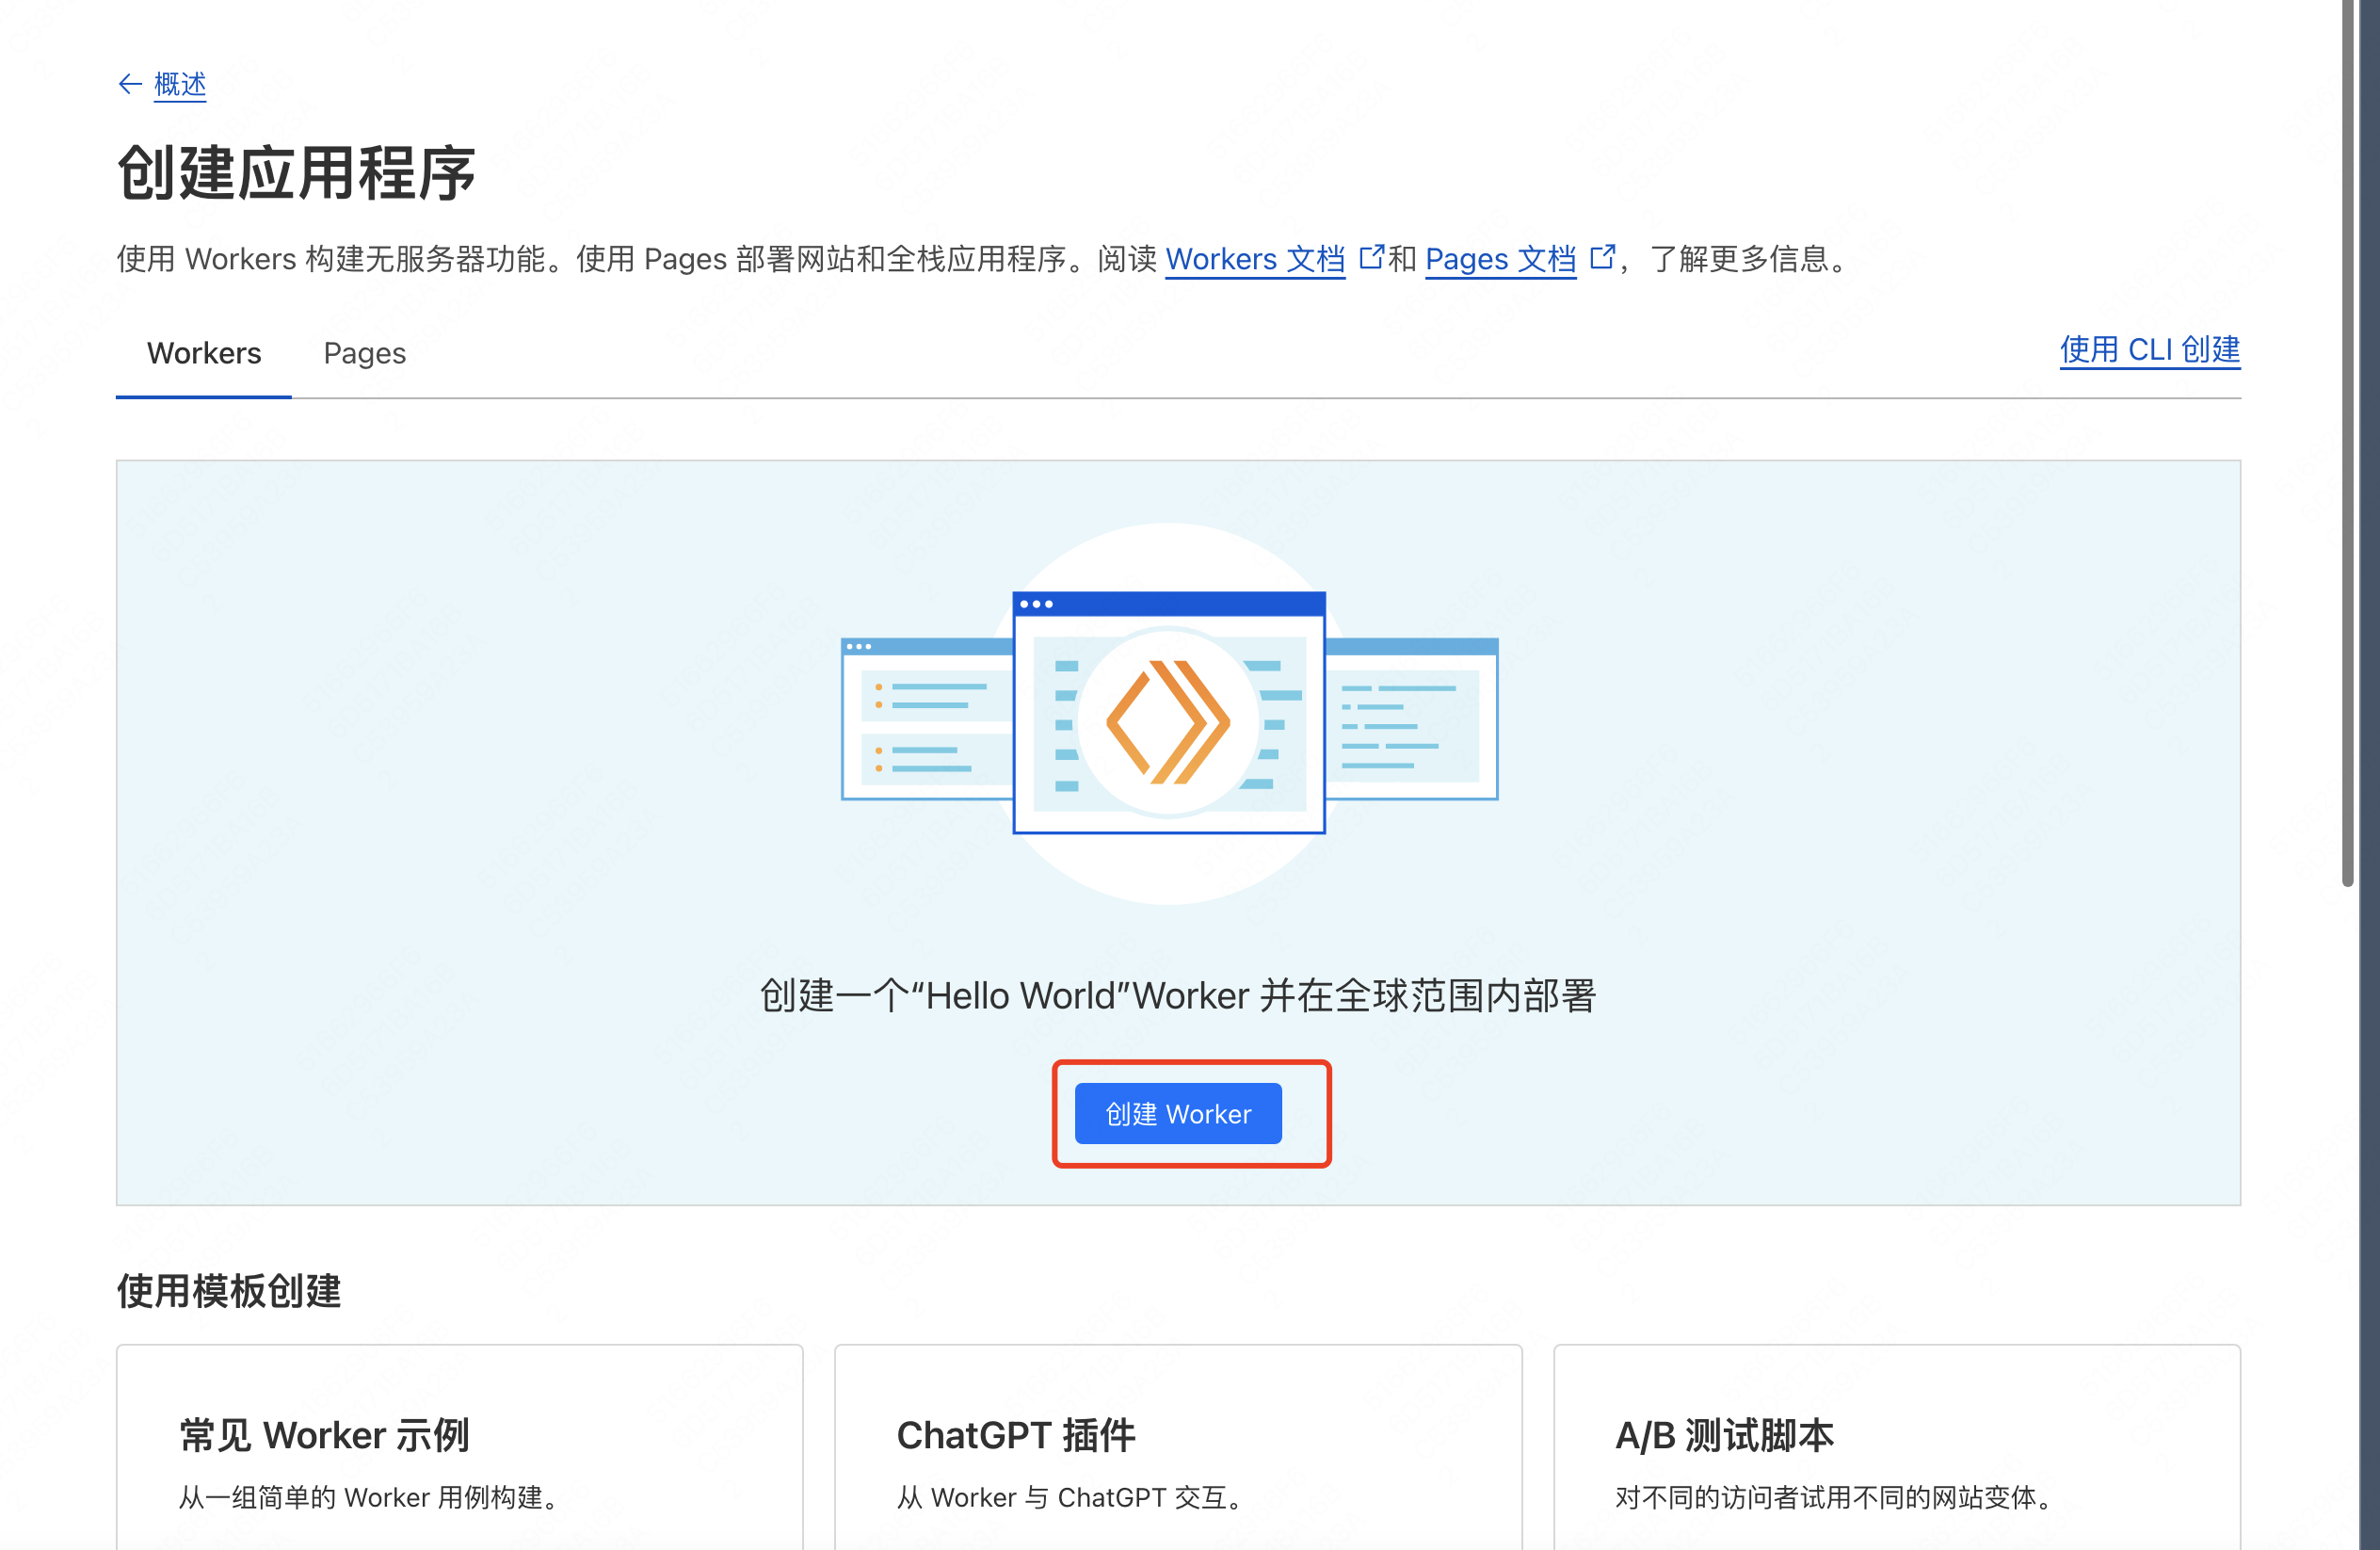 概述
创建应用程序
使用 Workers 构建无服务器功能。使用 Pages 部署网站和全栈应用程序。阅读 Workers 文档 和 Pages 文档 ，了解更多信息。
Workers Pages 使用 CLI 创建
创建一个“Hello World”Worker 并在全球范围内部署
创建 Worker
使用模板创建
常见 Worker 示例
从一组简单的 Worker 用例构建。
ChatGPT 插件
从 Worker 与 ChatGPT 交互。
A/B 测试脚本
对不同的访问者试用不同的网站变体。